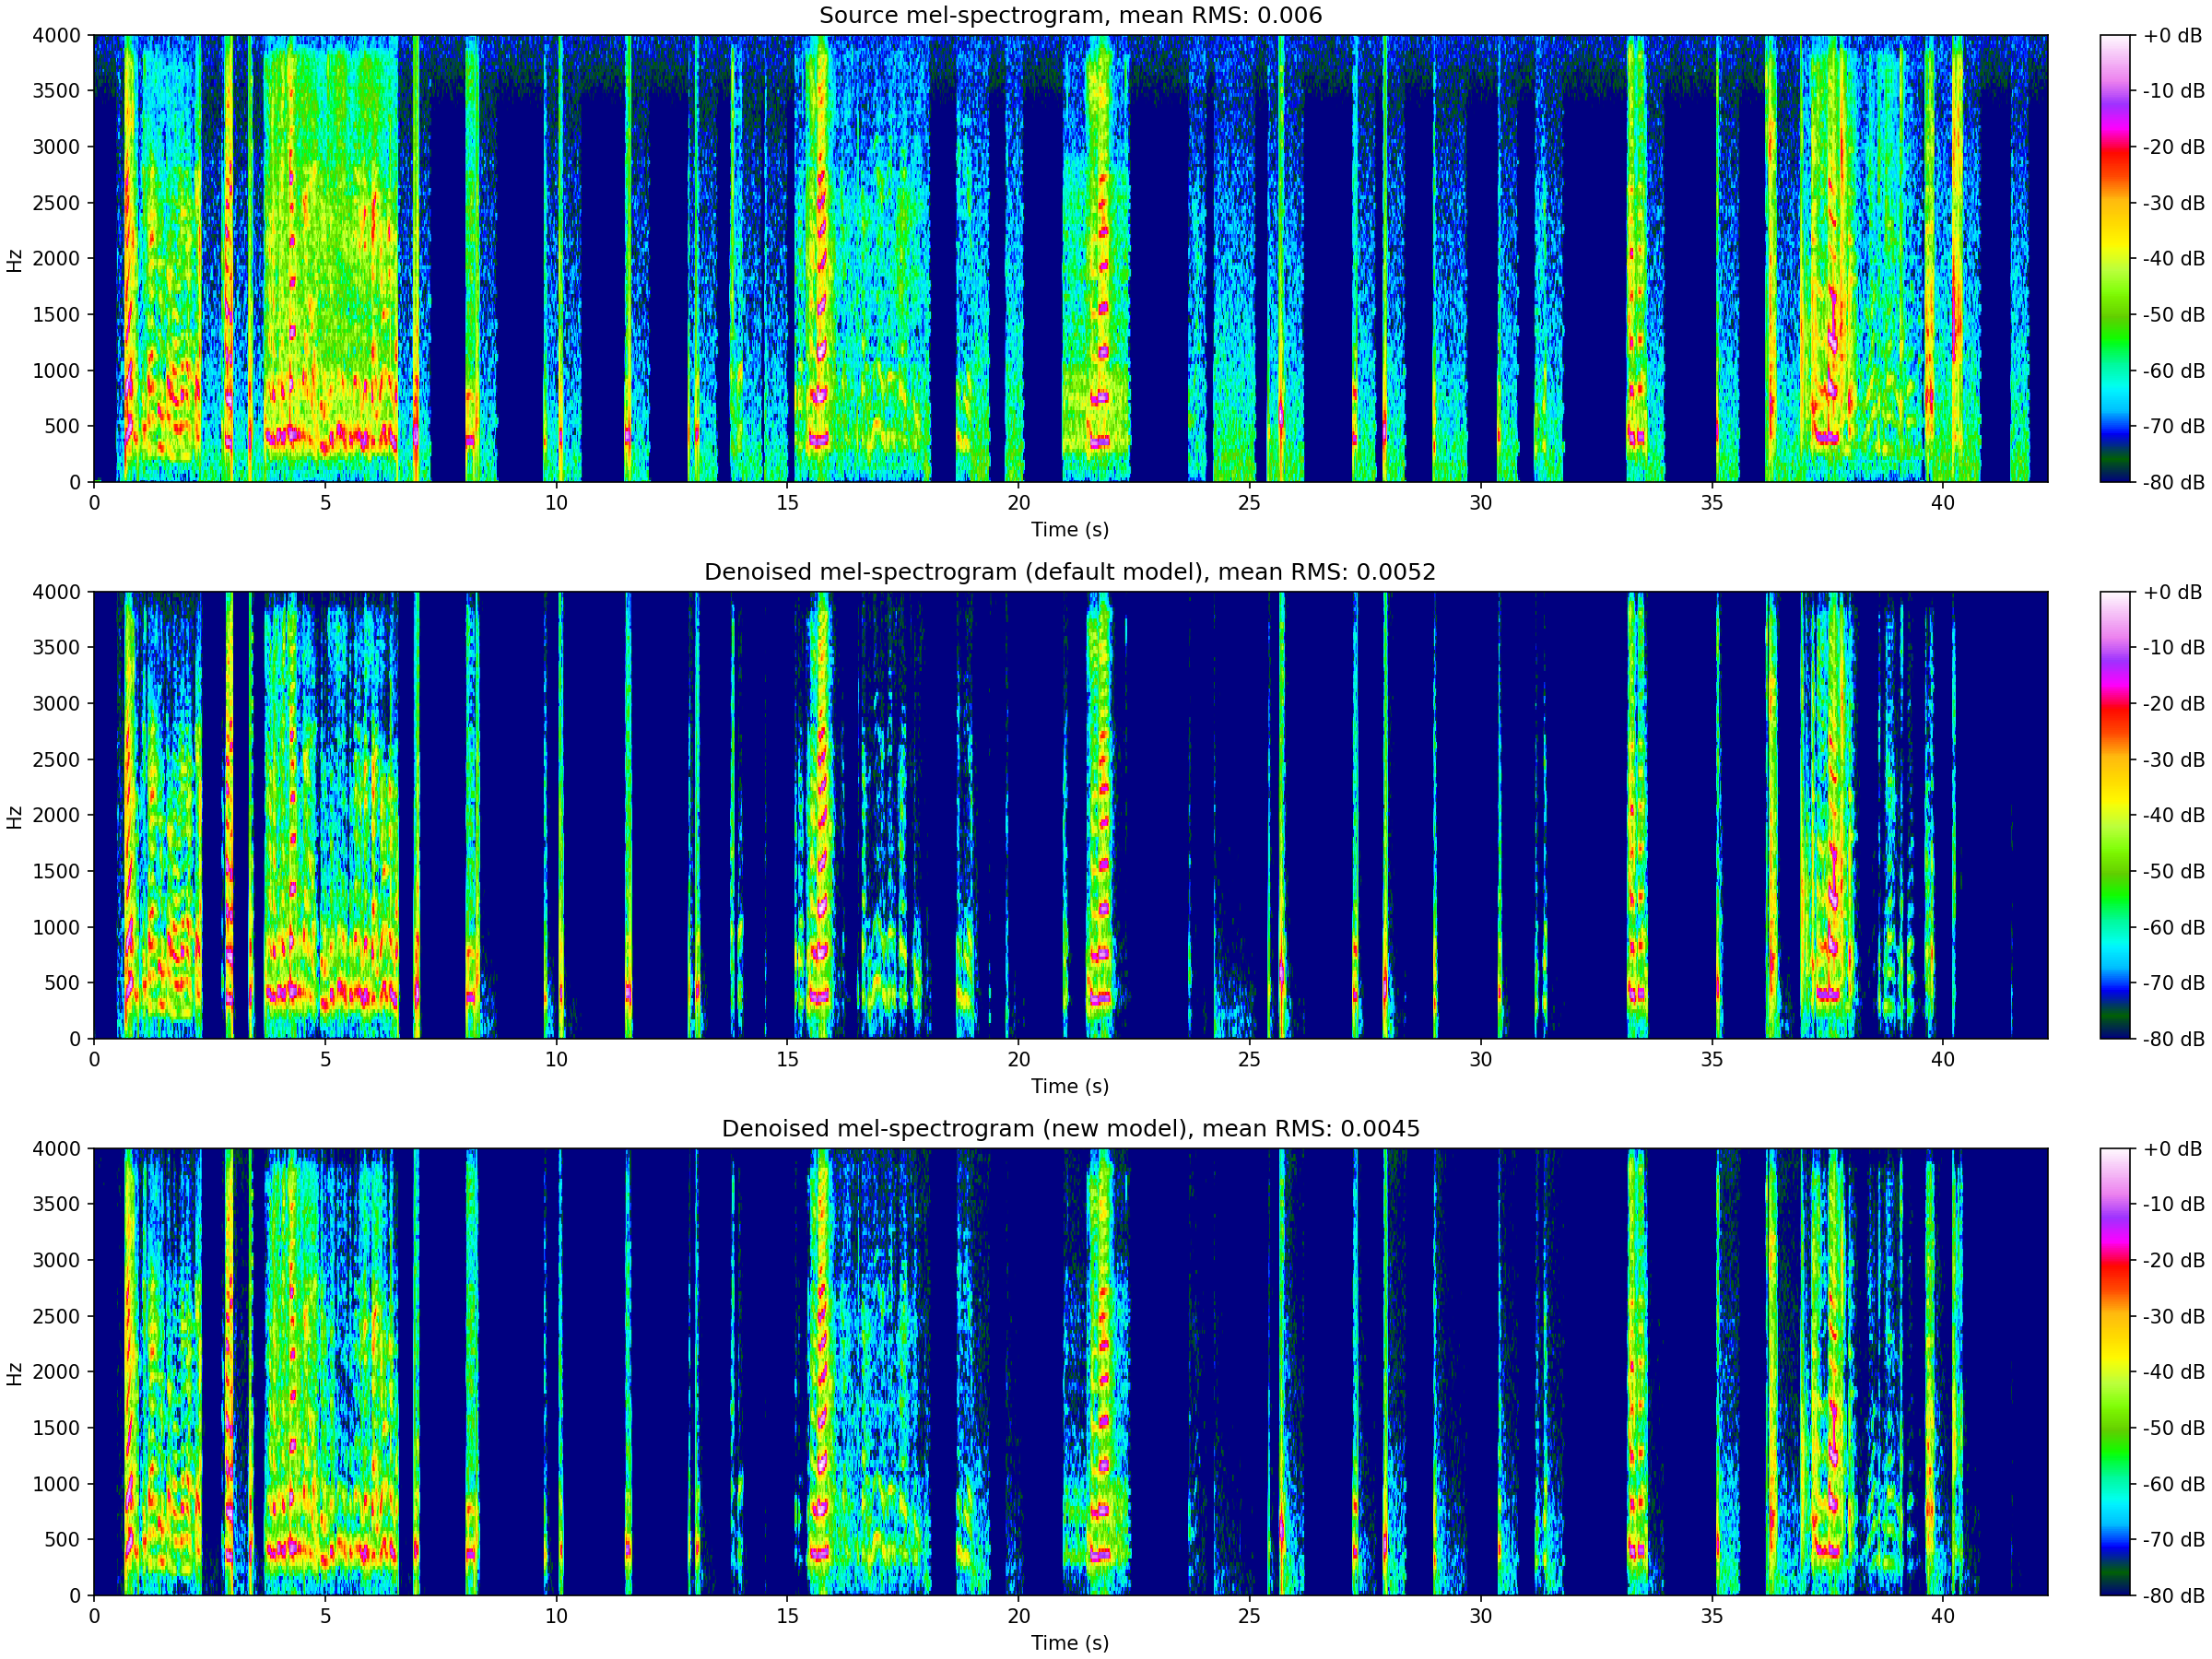 Source mel-spectrogram, mean RMS: 0.006
4000
3500
3000
2500
2000
1500
1000
500
0
Hz
0 5 10 15 20 25 30 35 40
Time (s)
+0 dB
-10 dB
-20 dB
-30 dB
-40 dB
-50 dB
-60 dB
-70 dB
-80 dB
Denoised mel-spectrogram (default model), mean RMS: 0.0052
4000
3500
3000
2500
2000
1500
1000
500
0
Hz
0 5 10 15 20 25 30 35 40
Time (s)
+0 dB
-10 dB
-20 dB
-30 dB
-40 dB
-50 dB
-60 dB
-70 dB
-80 dB
Denoised mel-spectrogram (new model), mean RMS: 0.0045
4000
3500
3000
2500
2000
1500
1000
500
0
Hz
0 5 10 15 20 25 30 35 40
Time (s)
+0 dB
-10 dB
-20 dB
-30 dB
-40 dB
-50 dB
-60 dB
-70 dB
-80 dB